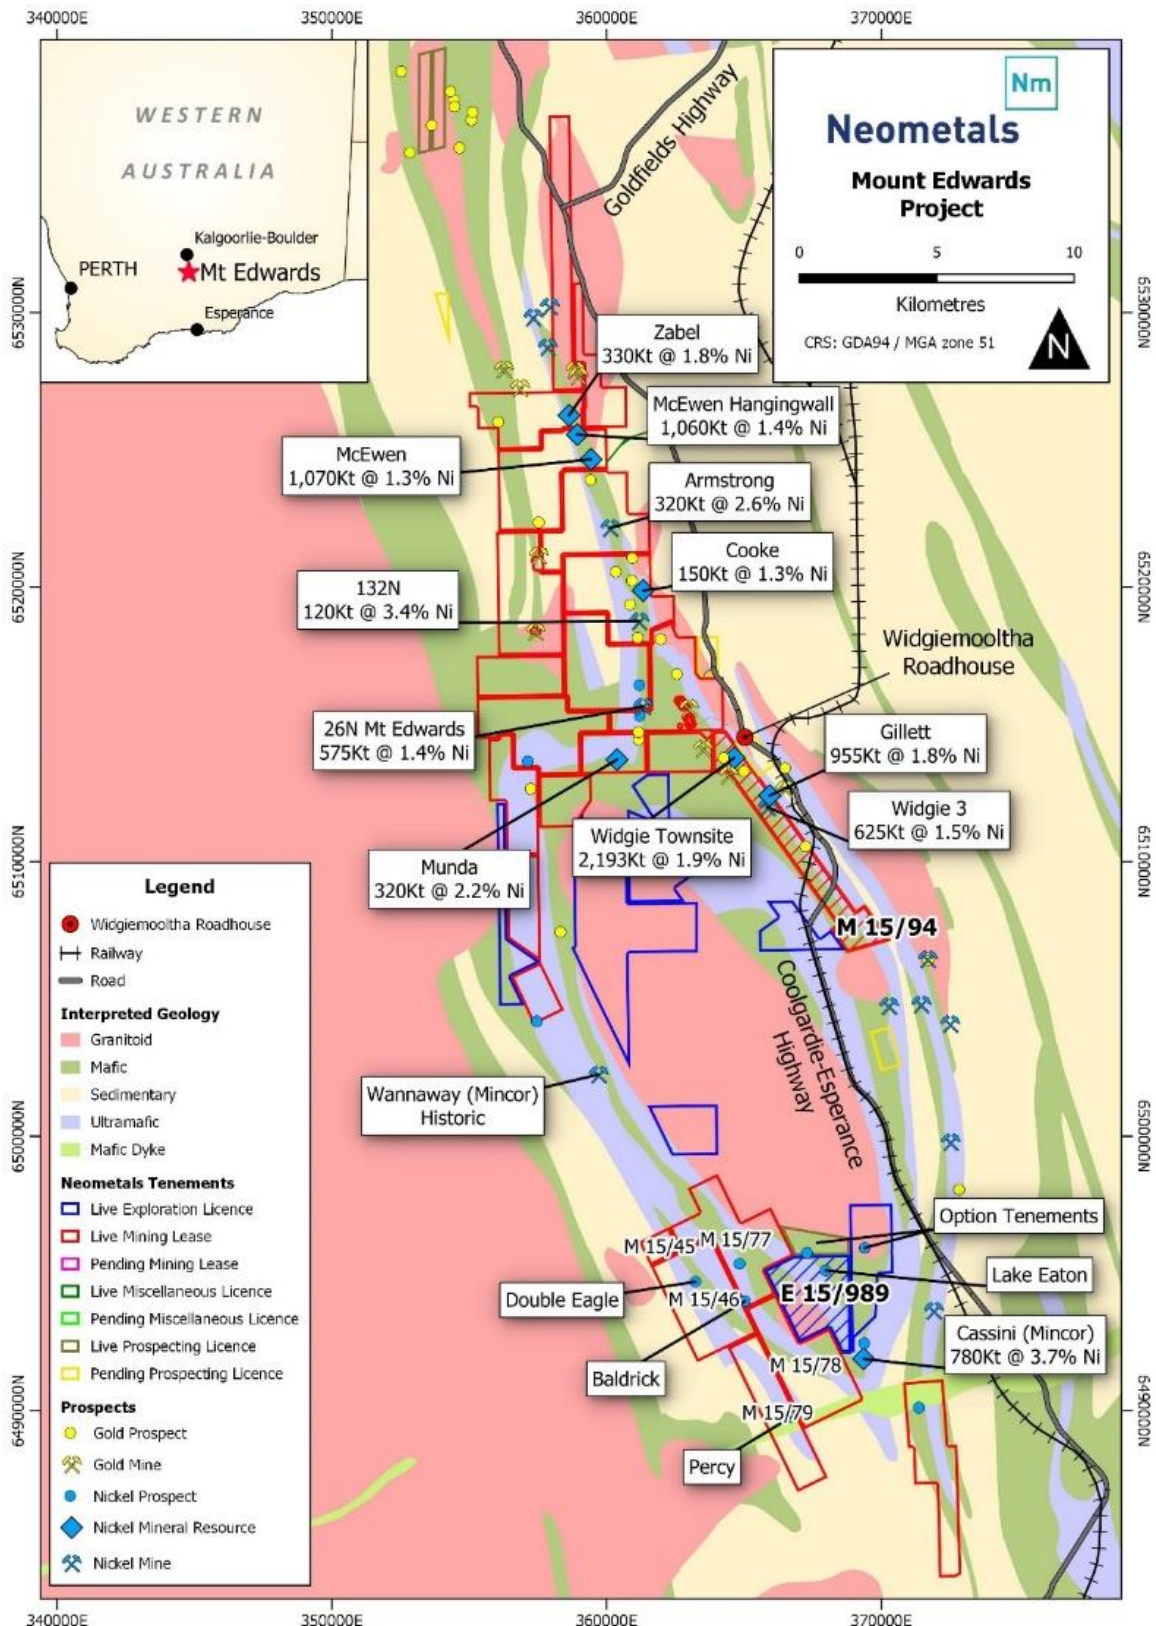 340000E
350000E
360000E
370000E
WESTERN
AUSTRALIA
Kalgoorlie-Boulder
PERTH
Mt Edwards
Esperance
Nm
Neometals
Mount Edwards
Project
0
5
10
Kilometres
CRS: GDA94 / MGA zone 51
N
Goldfields Highway
6530000N
6530000N
Zabel
330Kt @ 1.8% Ni
McEwen Hangingwall
1,060Kt @ 1.4% Ni
McEwen
1,070Kt @ 1.3% Ni
Armstrong
320Kt @ 2.6% Ni
Cooke
150Kt @ 1.3% Ni
6520000N
6520000N
132N
120Kt @ 3.4% Ni
Widgiemooltha
Roadhouse
26N Mt Edwards
575Kt @ 1.4% Ni
Gillett
955Kt @ 1.8% Ni
Widgie 3
625Kt @ 1.5% Ni
Widgie Townsite
2,193Kt @ 1.9% Ni
Munda
320Kt @ 2.2% Ni
6510000N
6510000N
M 15/94
Coolgardie-Esperance
Highway
Wannaway (Mincor)
Historic
6500000N
6500000N
Option Tenements
M 15/45
M 15/77
Lake Eaton
Double Eagle
M 15/46
E 15/989
Cassini (Mincor)
780Kt @ 3.7% Ni
Baldrick
M 15/78
M 15/79
Percy
6490000N
6490000N
Legend
Widgiemooltha Roadhouse
Railway
Road
Interpreted Geology
Granitoid
Mafic
Sedimentary
Ultramafic
Mafic Dyke
Neometals Tenements
Live Exploration Licence
Live Mining Lease
Pending Mining Lease
Live Miscellaneous Licence
Pending Miscellaneous Licence
Live Prospecting Licence
Pending Prospecting Licence
Prospects
Gold Prospect
Gold Mine
Nickel Prospect
Nickel Mineral Resource
Nickel Mine
340000E
350000E
360000E
370000E